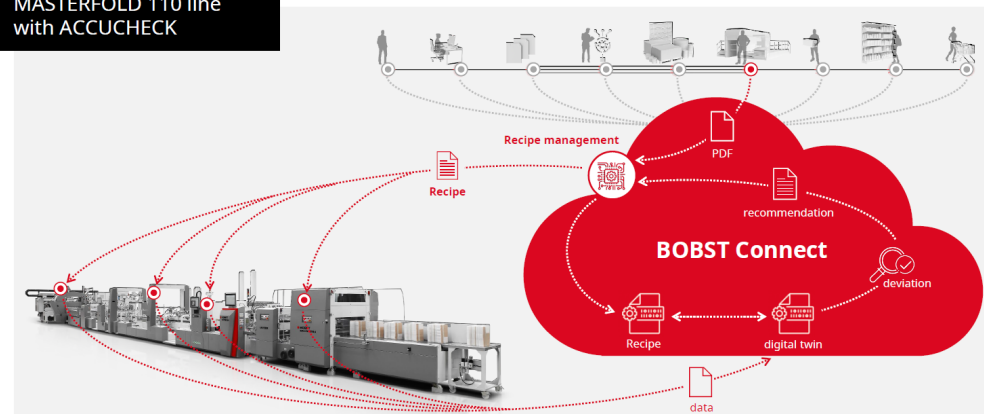 MASTERFOLD 110 line
with ACCUCHECK
Recipe management
PDF
Recipe
recommendation
BOBST Connect
deviation
Recipe
digital twin
data